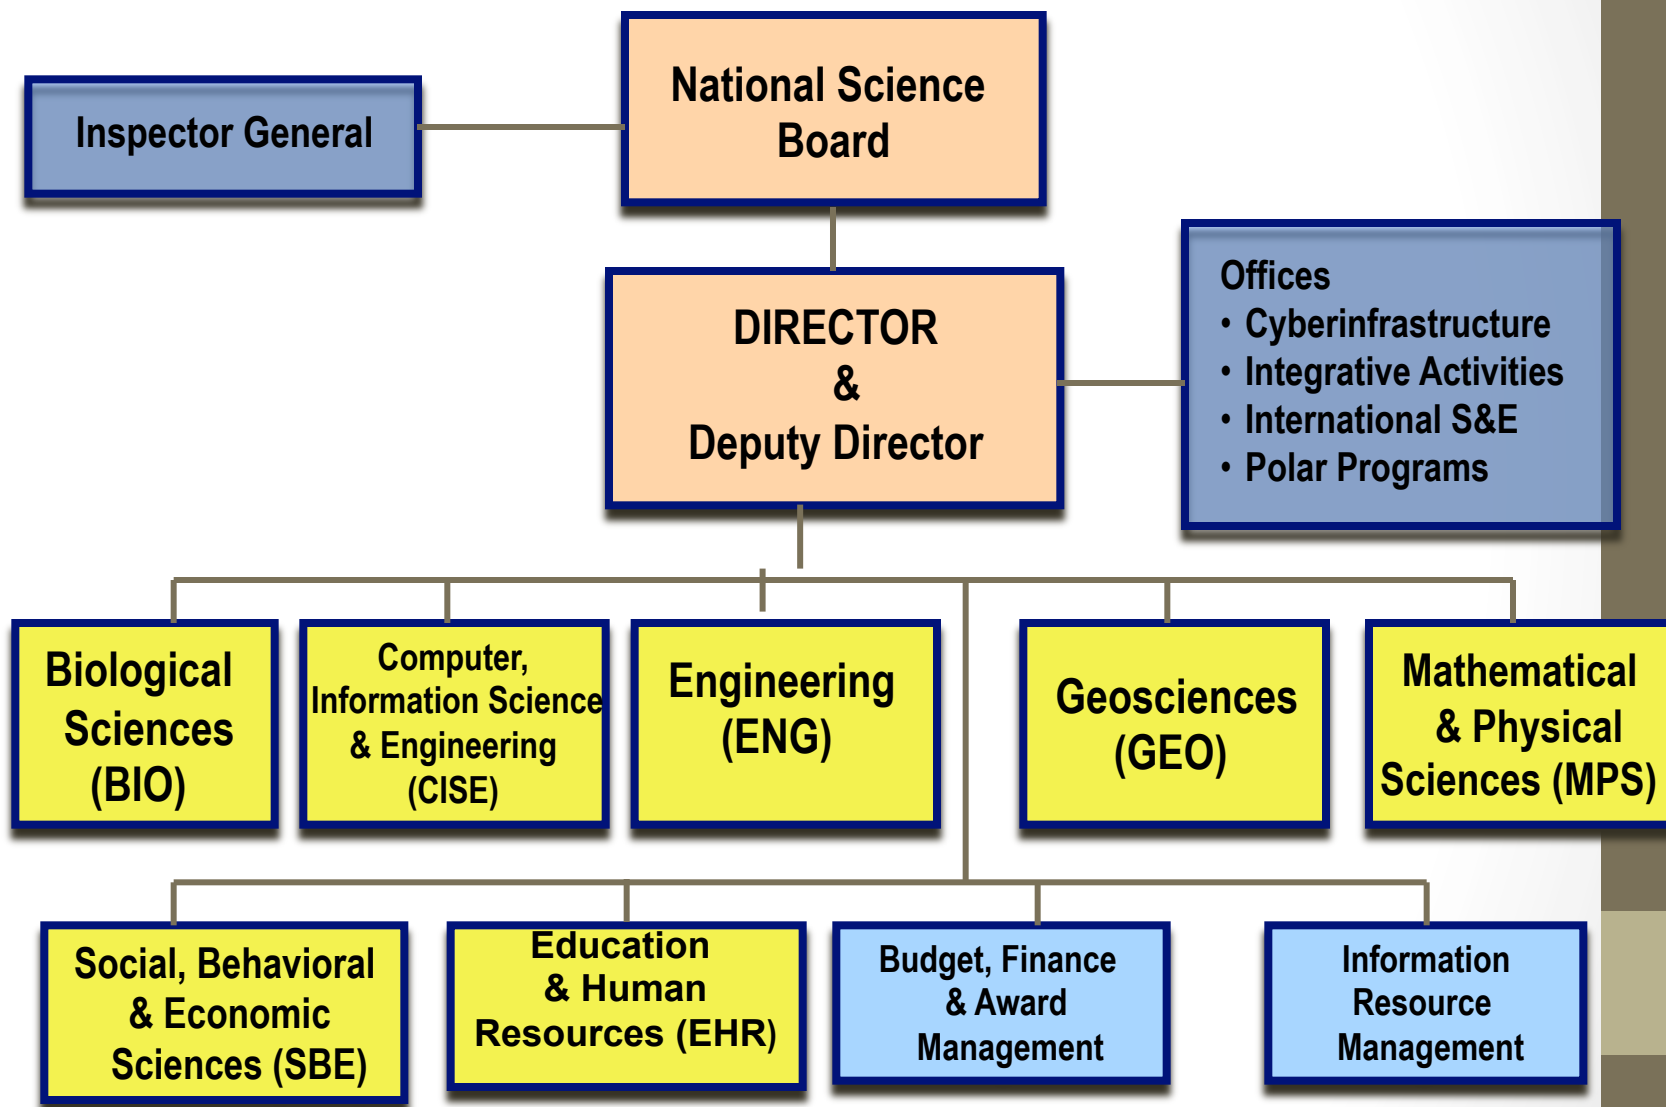 National Science
Board
Inspector General
DIRECTOR
&
Deputy Director
Offices
• Cyberinfrastructure
• Integrative Activities
• International S&E
• Polar Programs
Biological
Sciences
(BIO)
Computer,
Information Science
& Engineering
(CISE)
Engineering
(ENG)
Geosciences
(GEO)
Mathematical
& Physical
Sciences (MPS)
Social, Behavioral
& Economic
Sciences (SBE)
Education
& Human
Resources (EHR)
Budget, Finance
& Award
Management
Information
Resource
Management